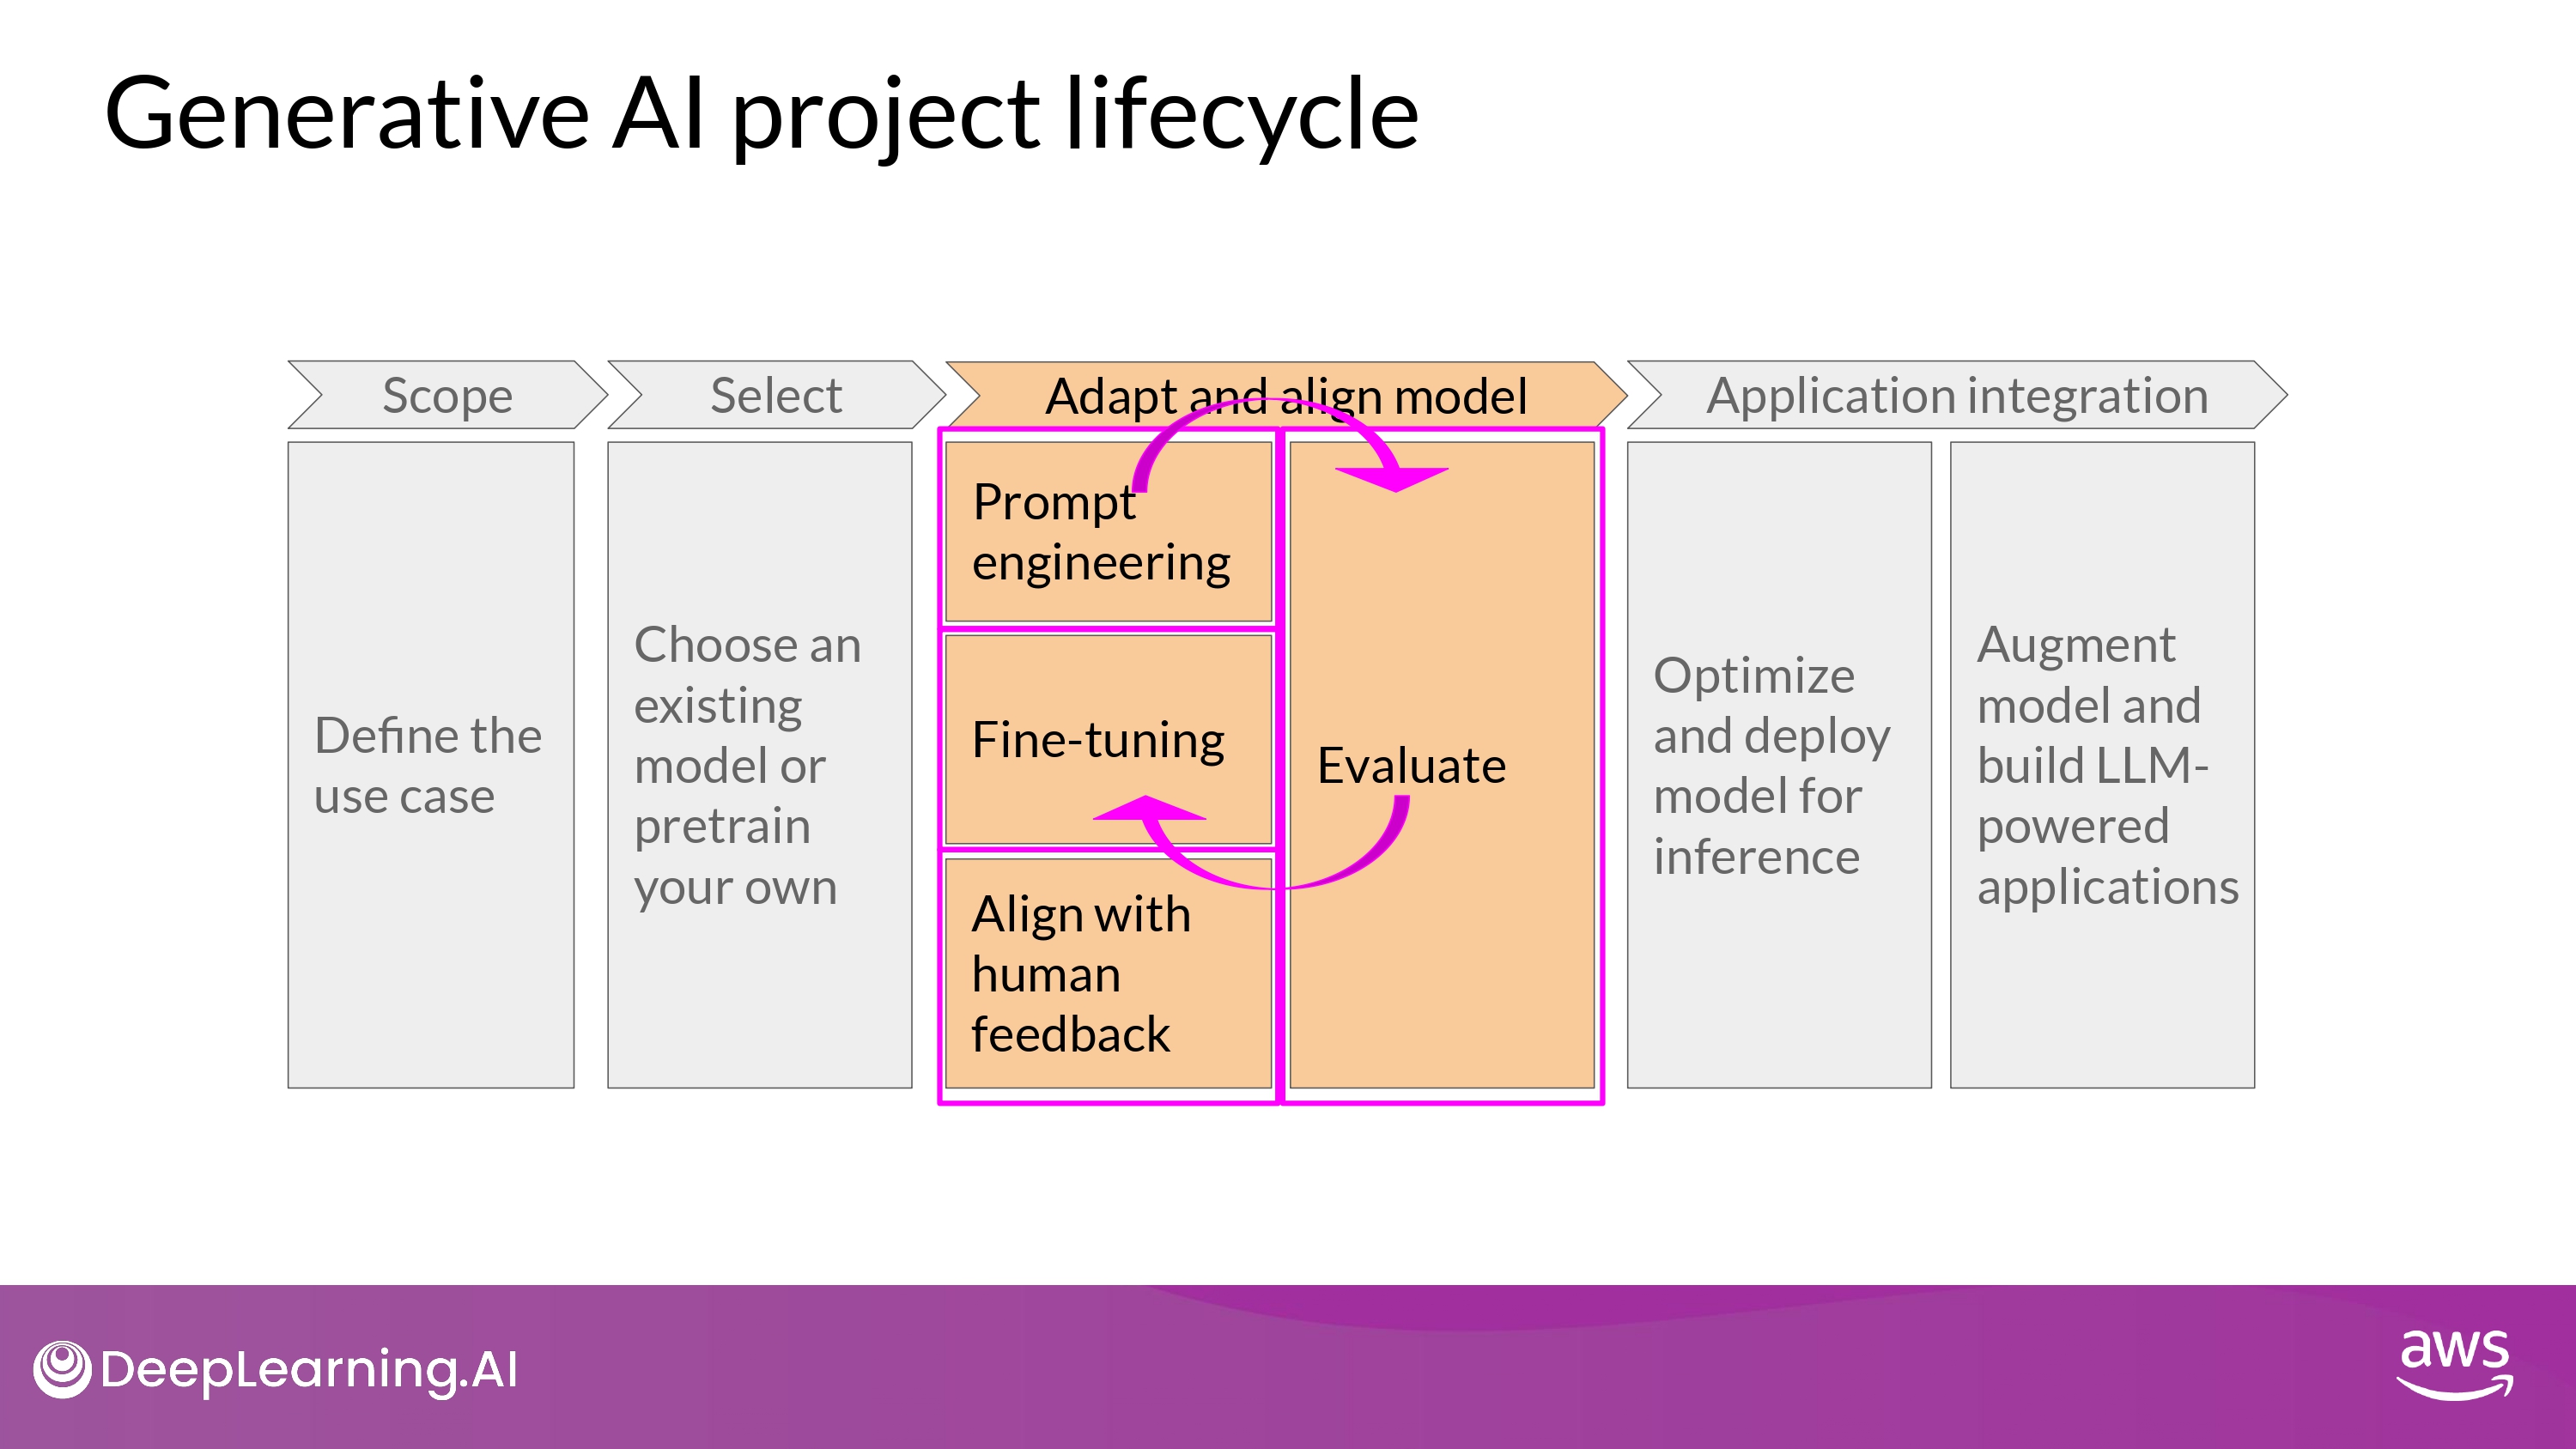 Generative AI project lifecycle
Scope
Select
Adapt and align model
Application integration
Define the
use case
Choose an
existing
model or
pretrain
your own
Prompt
engineering
Fine-tuning
Align with
human
feedback
Evaluate
Optimize
and deploy
model for
inference
Augment
model and
build LLM-
powered
applications
DeepLearning.AI
aws